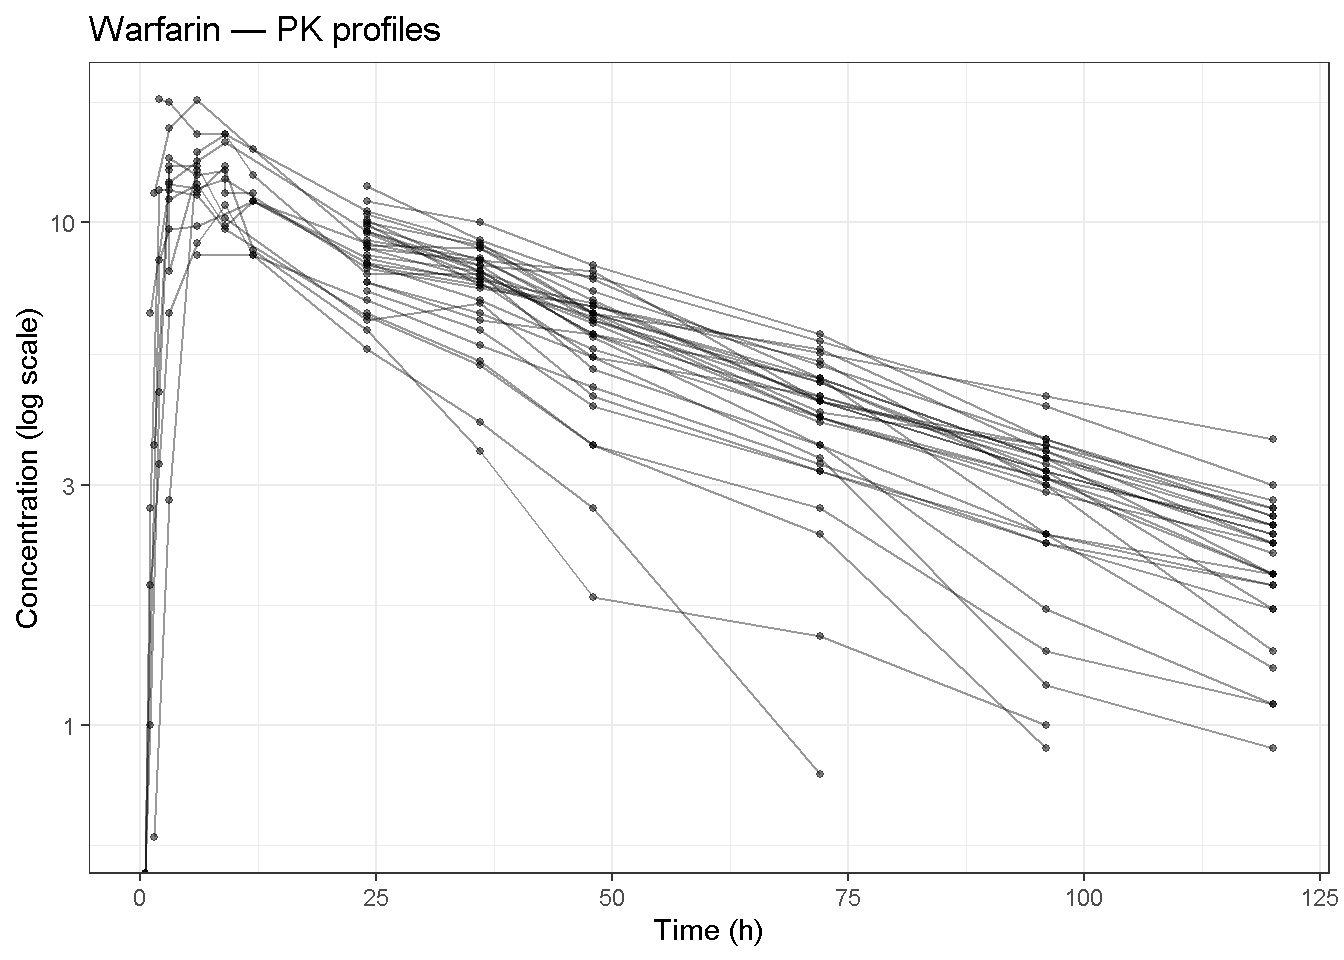 Warfarin — PK profiles
Concentration (log scale)
10
3
1
0 25 50 75 100 125
Time (h)